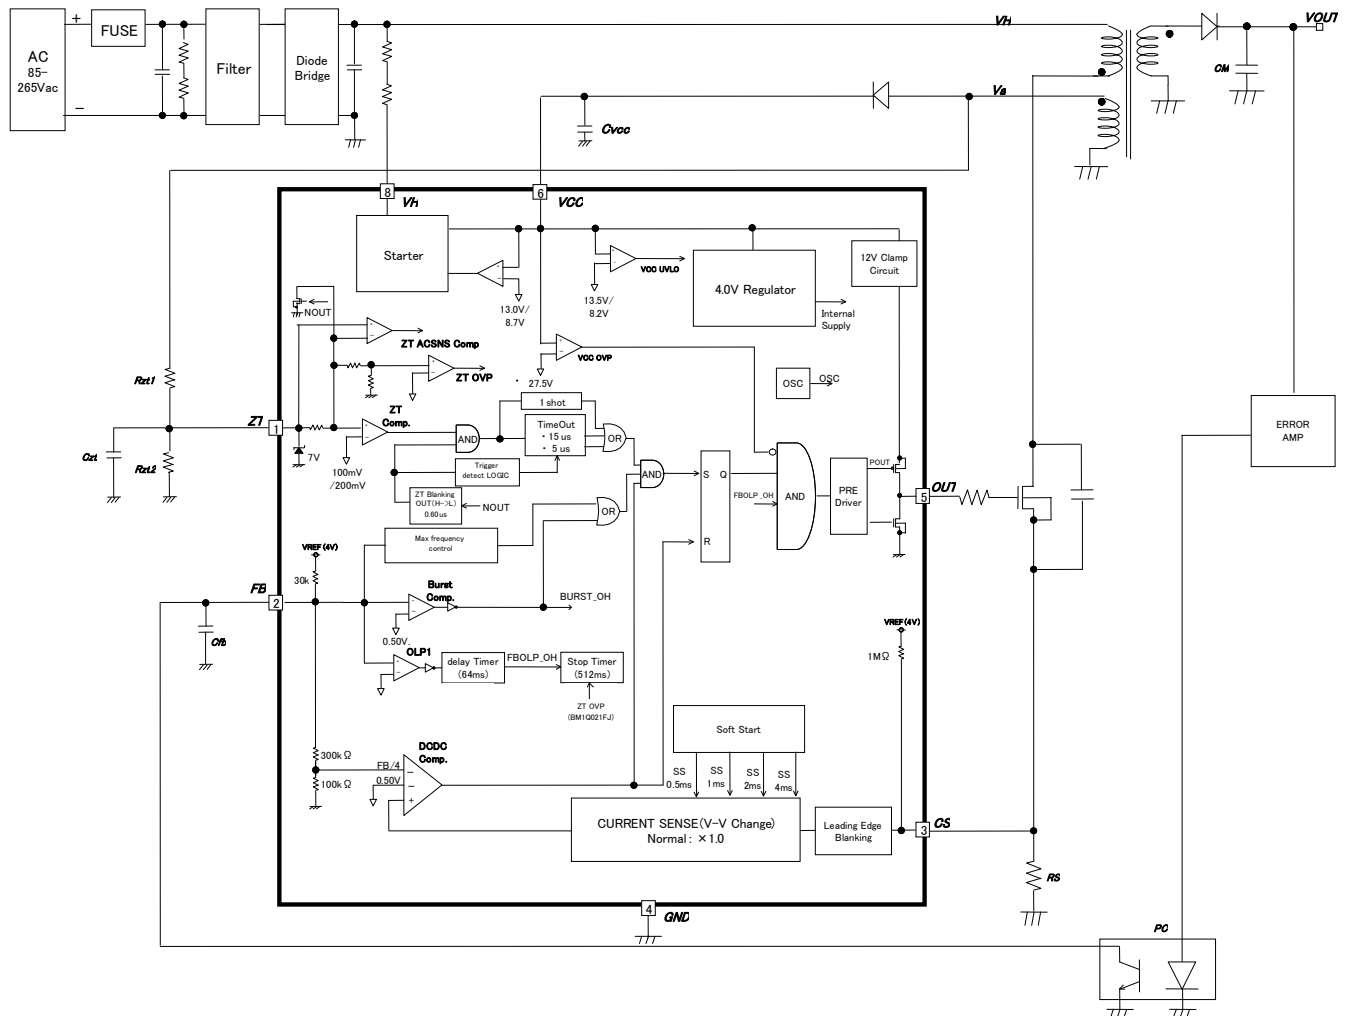 AC
85-
265Vac
+
−
FUSE
Filter
Diode
Bridge
VH
Va
VOUT
CM
Cvcc
8
VH
6
VCC
Starter
13.0V/
8.7V
VCC UVLO
13.5V/
8.2V
4.0V Regulator
Internal
Supply
12V Clamp
Circuit
NOUT
ZT ACSNS Comp
ZT OVP
VCC OVP
27.5V
OSC
OSC
Rzt1
ZT
1
Czt
Rzt2
7V
ZT
Comp.
100mV
/200mV
AND
1 shot
TimeOut
・15 us
・ 5 us
OR
Trigger
detect LOGIC
ZT Blanking
OUT(H->L)
0.60us
NOUT
OR
AND
S Q
R
FBOLP_OH
AND
PRE
Driver
POUT
OUT
5
ERROR
AMP
Max frequency
control
VREF(4V)
30k
FB
2
Cfb
Burst
Comp.
0.50V
BURST_OH
OLP1
delay Timer
(64ms)
FBOLP_OH
Stop Timer
(512ms)
ZT OVP
(BM1Q021FJ)
VREF(4V)
1MΩ
Soft Start
SS
0.5ms
SS
1ms
SS
2ms
SS
4ms
300kΩ
100kΩ
FB/4
0.50V
DCDC
Comp.
−
−
+
CURRENT SENSE(V-V Change)
Normal: ×1.0
Leading Edge
Blanking
3
CS
RS
4
GND
PC